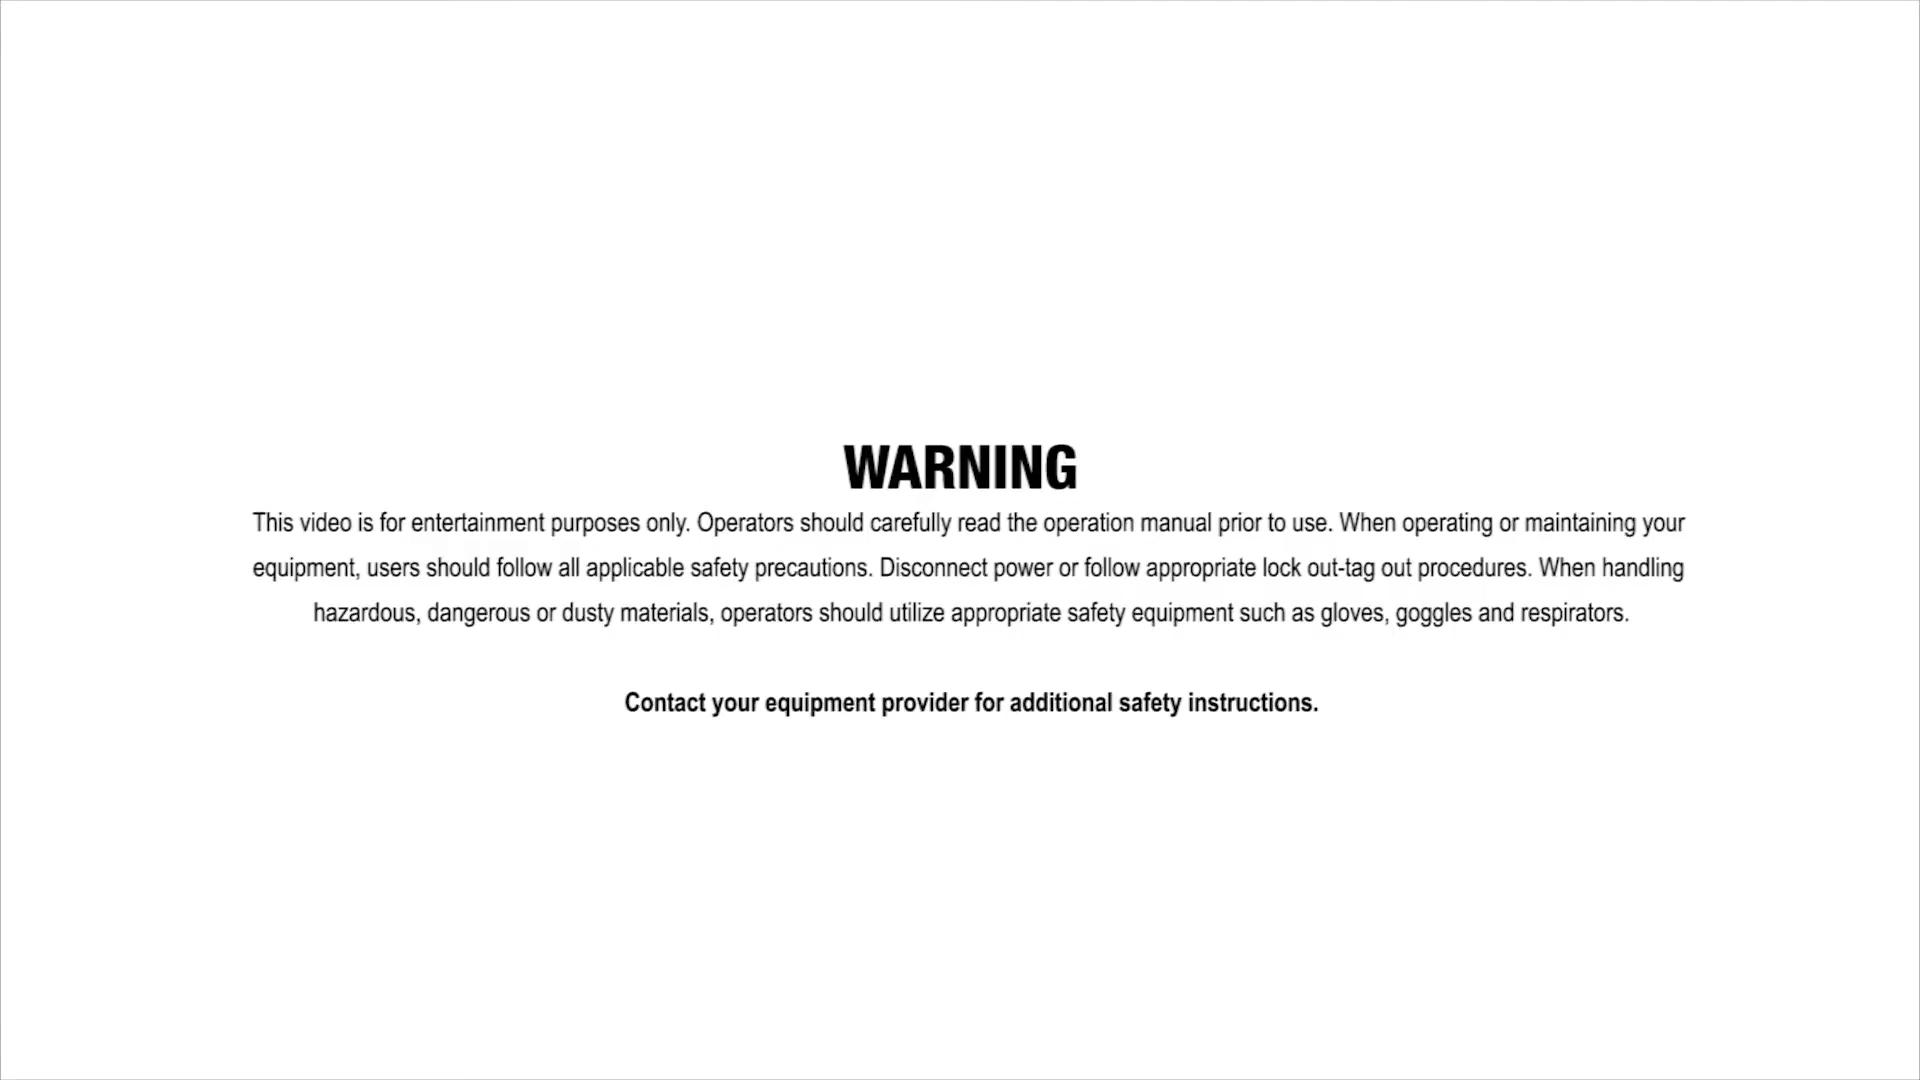 WARNING
This video is for entertainment purposes only. Operators should carefully read the operation manual prior to use. When operating or maintaining your
equipment, users should follow all applicable safety precautions. Disconnect power or follow appropriate lock out-tag out procedures. When handling
hazardous, dangerous or dusty materials, operators should utilize appropriate safety equipment such as gloves, goggles and respirators.
Contact your equipment provider for additional safety instructions.